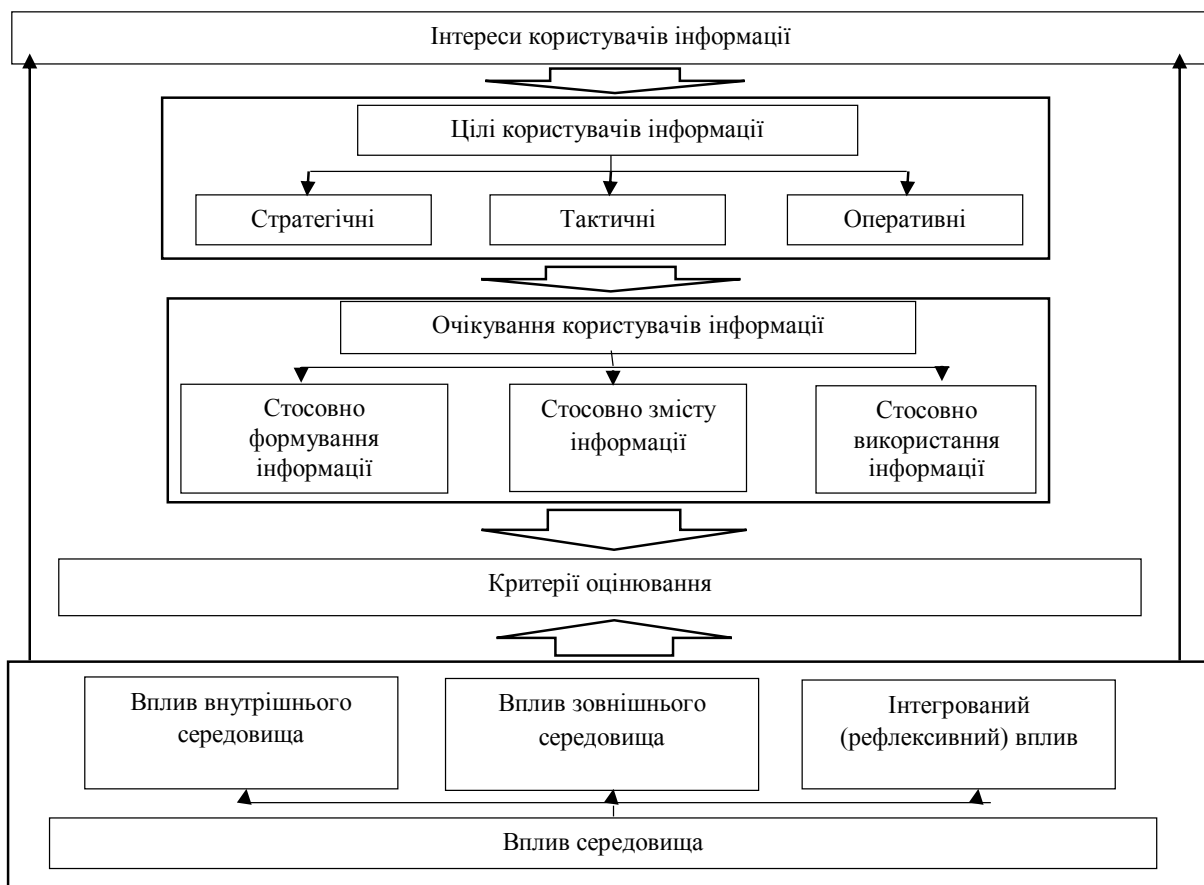 Інтереси користувачів інформації
Цілі користувачів інформації
Стратегічні
Тактичні
Оперативні
Очікування користувачів інформації
Стосовно
формування
інформації
Стосовно змісту
інформації
Стосовно
використання
інформації
Критерії оцінювання
Вплив внутрішнього
середовища
Вплив зовнішнього
середовища
Інтегрований
(рефлексивний) вплив
Вплив середовища